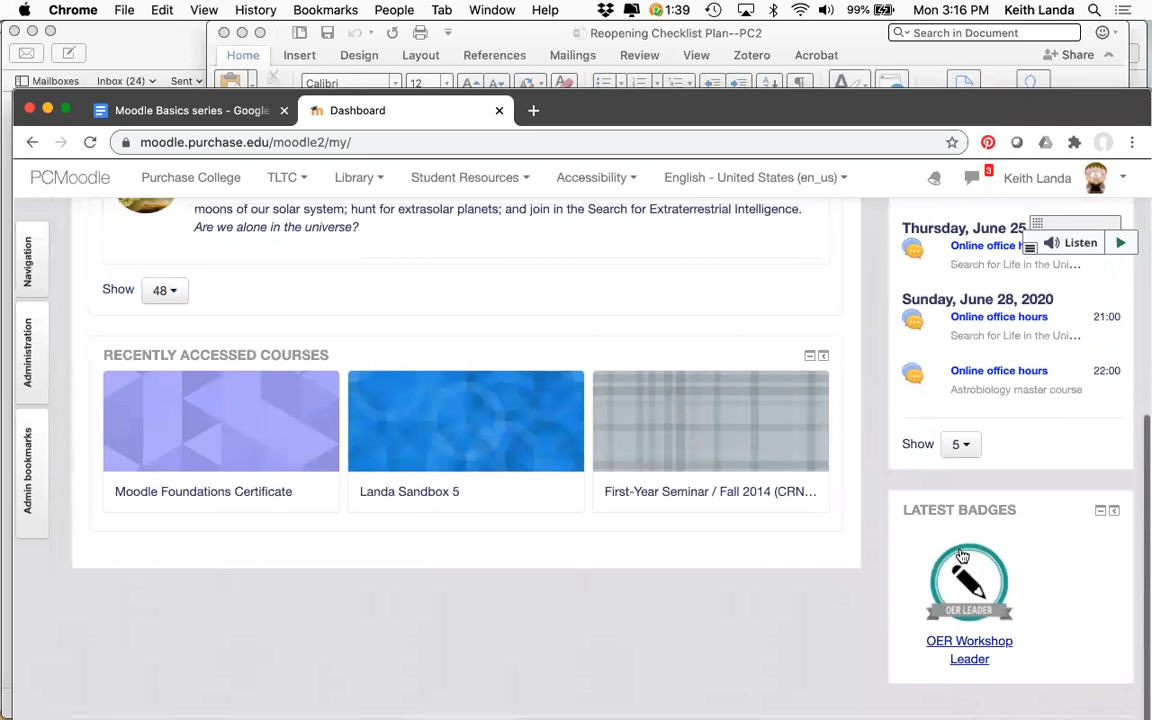 Chrome File Edit View History Bookmarks People Tab Window Help 1:39 99% Mon 3:16 PM Keith Landa
Reopening Checklist Plan--PC2
Search in Document
Home Insert Draw Design Layout References Mailings Review View Zotero Acrobat Share
Mailboxes Inbox (24) Sent
Calibri 12
Moodle Basics series - Google
Dashboard
moodle.purchase.edu/moodle2/my/
PCMoodle Purchase College TLTC Library Student Resources Accessibility English - United States (en_us) 3 Keith Landa
Navigation
Administration
Admin bookmarks
moons of our solar system; hunt for extrasolar planets; and join in the Search for Extraterrestrial Intelligence.
Are we alone in the universe?
Show 48
RECENTLY ACCESSED COURSES
Moodle Foundations Certificate
Landa Sandbox 5
First-Year Seminar / Fall 2014 (CRN...
Thursday, June 25
Listen
Online office h
Search for Life in the Uni...
Sunday, June 28, 2020
Online office hours 21:00
Search for Life in the Uni...
Online office hours 22:00
Astrobiology master course
Show 5
LATEST BADGES
OER LEADER
OER Workshop
Leader